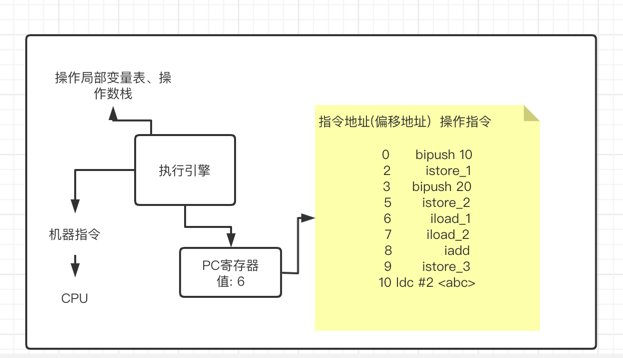 操作局部变量表、操
作数栈
执行引擎
机器指令
CPU
PC寄存器
值: 6
指令地址(偏移地址) 操作指令
0 bipush 10
2 istore_1
3 bipush 20
5 istore_2
6 iload_1
7 iload_2
8 iadd
9 istore_3
10 ldc #2 <abc>